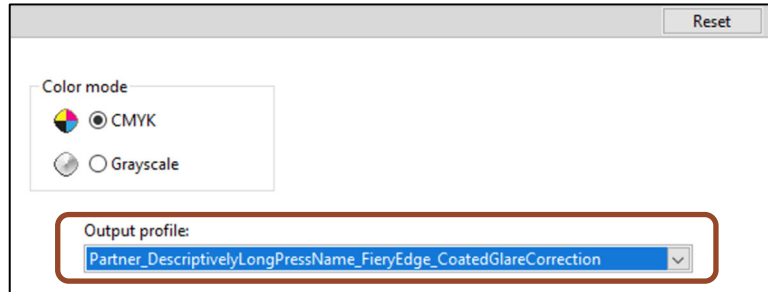 Reset
Color mode
CMYK
Grayscale
Output profile:
Partner_DescriptivelyLongPressName_FieryEdge_CoatedGlareCorrection